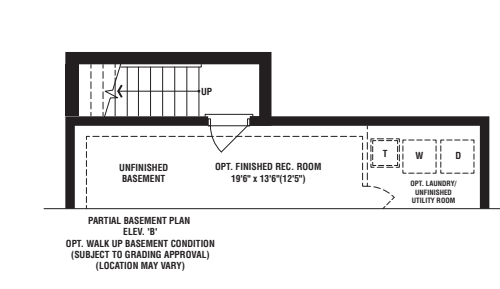 UP
UNFINISHED
BASEMENT
OPT. FINISHED REC. ROOM
19'6" x 13'6"(12'5")
T
W
D
OPT. LAUNDRY/
UNFINISHED
UTILITY ROOM
PARTIAL BASEMENT PLAN
ELEV. 'B'
OPT. WALK UP BASEMENT CONDITION
(SUBJECT TO GRADING APPROVAL)
(LOCATION MAY VARY)